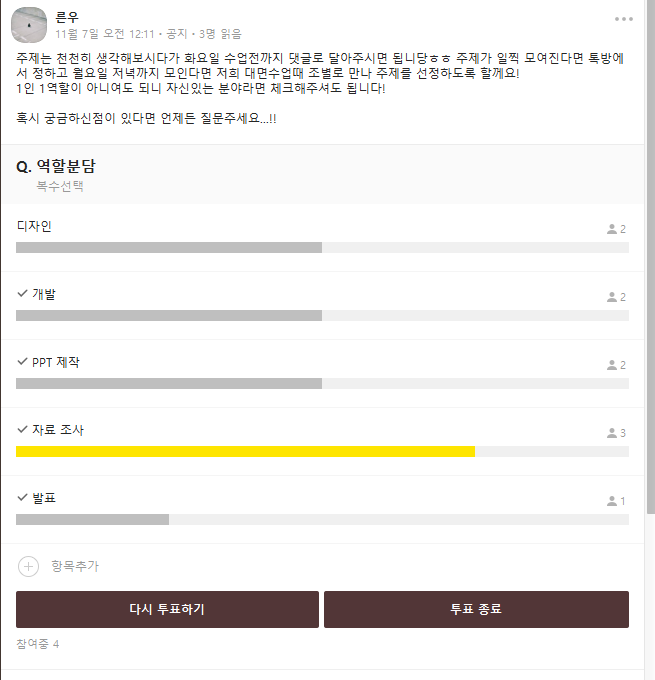 른우
11월 7일 오전 12:11 • 공지 • 3명 읽음
주제는 천천히 생각해보시다가 화요일 수업전까지 댓글로 달아주시면 됩니당ㅎㅎ 주제가 일찍 모여진다면 톡방에
서 정하고 월요일 저녁까지 모인다면 저희 대면수업때 조별로 만나 주제를 선정하도록 할께요!
1인 1역할이 아니여도 되니 자신있는 분야라면 체크해주셔도 됩니다!
혹시 궁금하신점이 있다면 언제든 질문주세요...!!
Q. 역할분담
복수선택
디자인 2
개발 2
PPT 제작 2
자료 조사 3
발표 1
항목추가
다시 투표하기 투표 종료
참여중 4